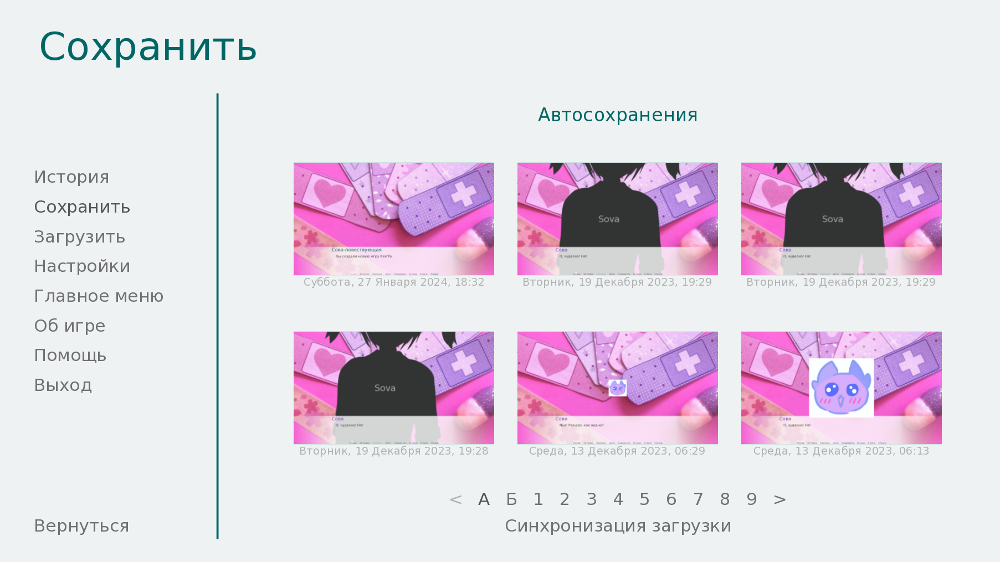 Сохранить
История
Сохранить
Загрузить
Настройки
Главное меню
Об игре
Помощь
Выход
Вернуться
Автосохранения
Сова-повествующая
Вы создали новую игру Ren'Py.
Суббота, 27 Января 2024, 18:32
Sova
Сова
О, чудесно! Ня!
Вторник, 19 Декабря 2023, 19:29
Sova
Сова
О, чудесно! Ня!
Вторник, 19 Декабря 2023, 19:29
Sova
Сова
О, чудесно! Ня!
Вторник, 19 Декабря 2023, 19:28
Сова
Nya! Раз-раз, как видно?
Среда, 13 Декабря 2023, 06:29
Сова
О, чудесно! Ня!
Среда, 13 Декабря 2023, 06:13
< А Б 1 2 3 4 5 6 7 8 9 >
Синхронизация загрузки